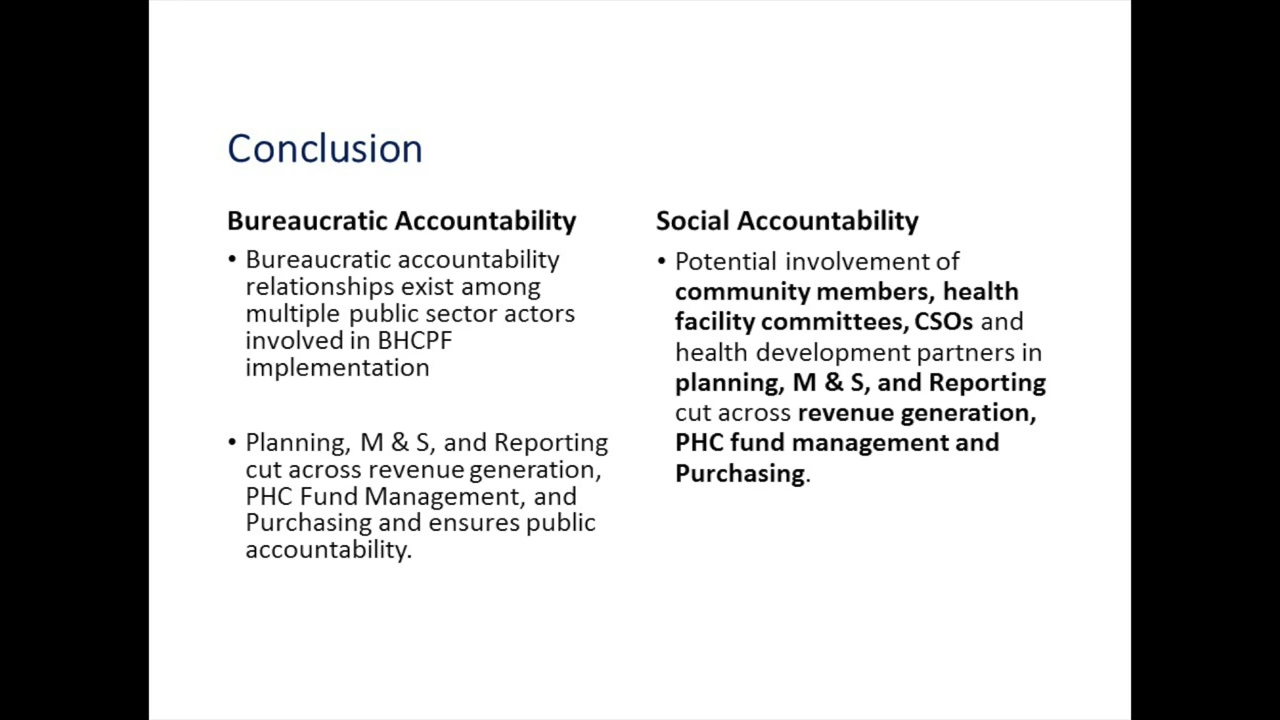 Conclusion
Bureaucratic Accountability
• Bureaucratic accountability
relationships exist among
multiple public sector actors
involved in BHCPF
implementation
• Planning, M & S, and Reporting
cut across revenue generation,
PHC Fund Management, and
Purchasing and ensures public
accountability.
Social Accountability
• Potential involvement of
community members, health
facility committees, CSOs and
health development partners in
planning, M & S, and Reporting
cut across revenue generation,
PHC fund management and
Purchasing.